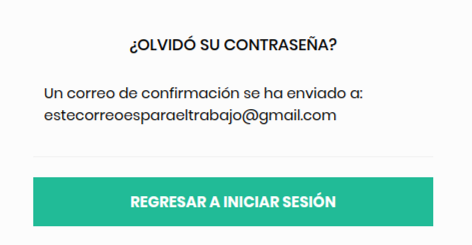 ¿OLVIDÓ SU CONTRASEÑA?
Un correo de confirmación se ha enviado a:
estecorreoesparaeltrabajo@gmail.com
REGRESAR A INICIAR SESIÓN